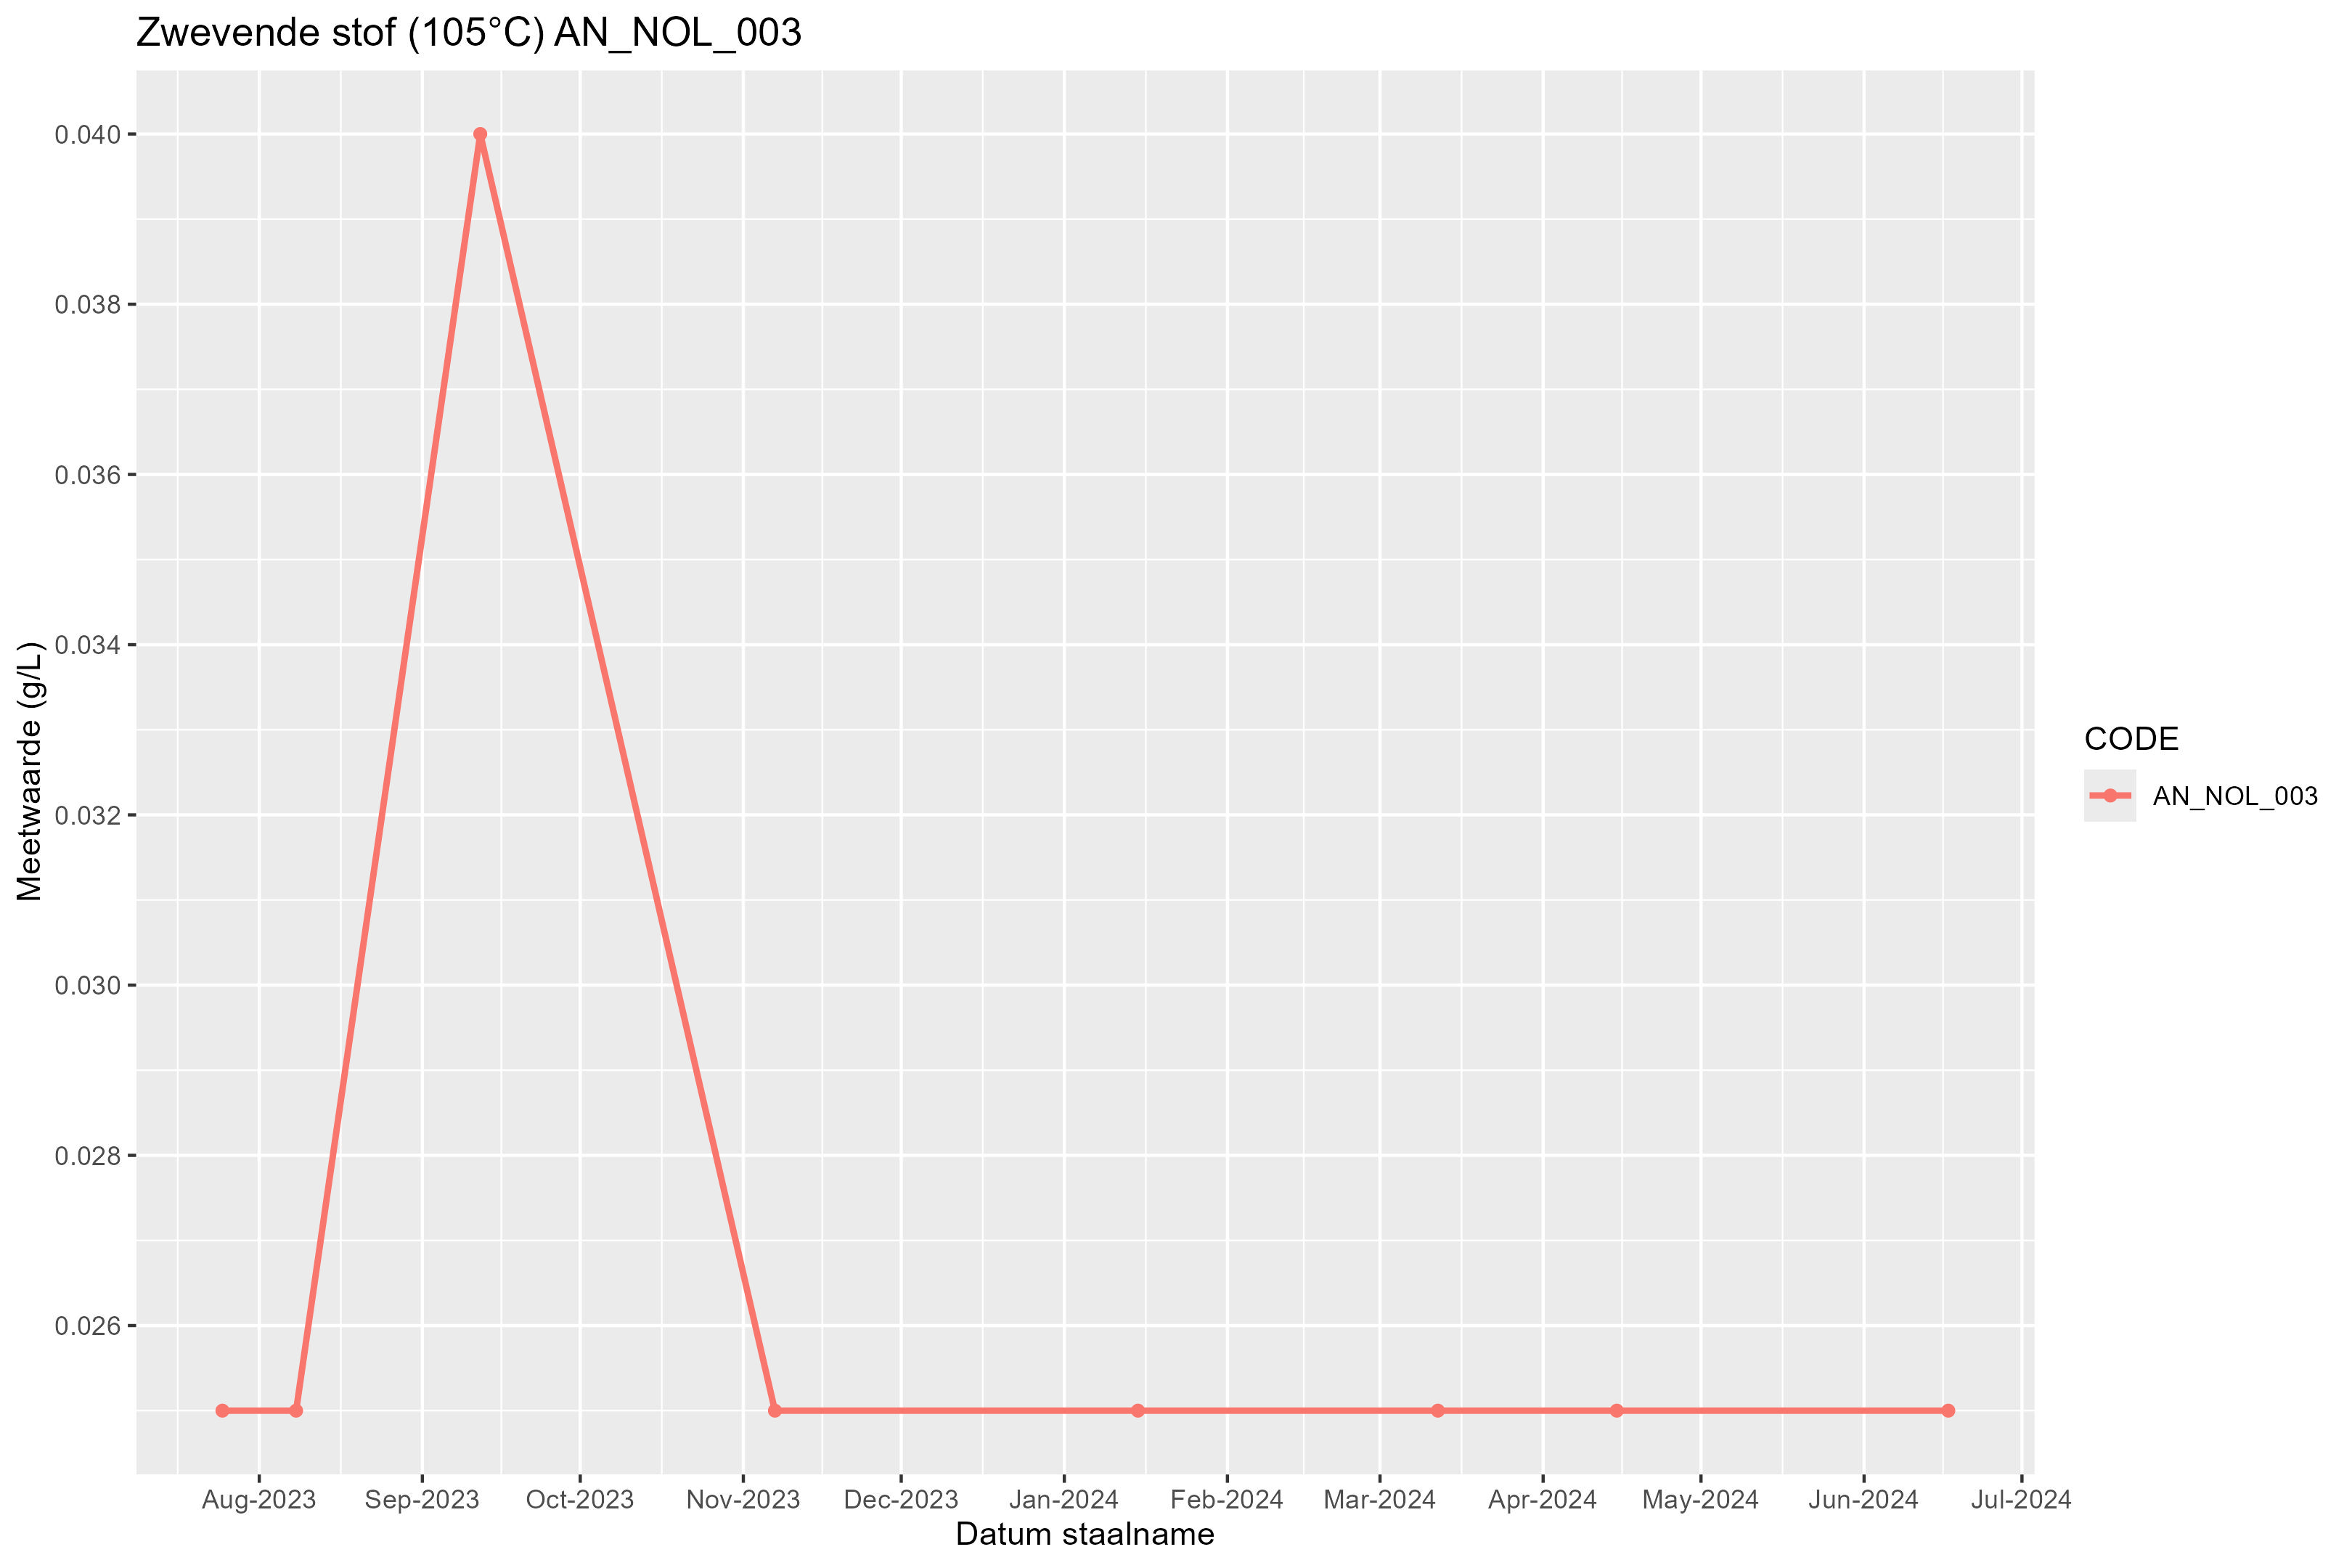 Zwevende stof (105°C) AN_NOL_003
Meetwaarde (g/L)
0.040
0.038
0.036
0.034
0.032
0.030
0.028
0.026
Aug-2023 Sep-2023 Oct-2023 Nov-2023 Dec-2023 Jan-2024 Feb-2024 Mar-2024 Apr-2024 May-2024 Jun-2024 Jul-2024
Datum staalname
CODE
AN_NOL_003